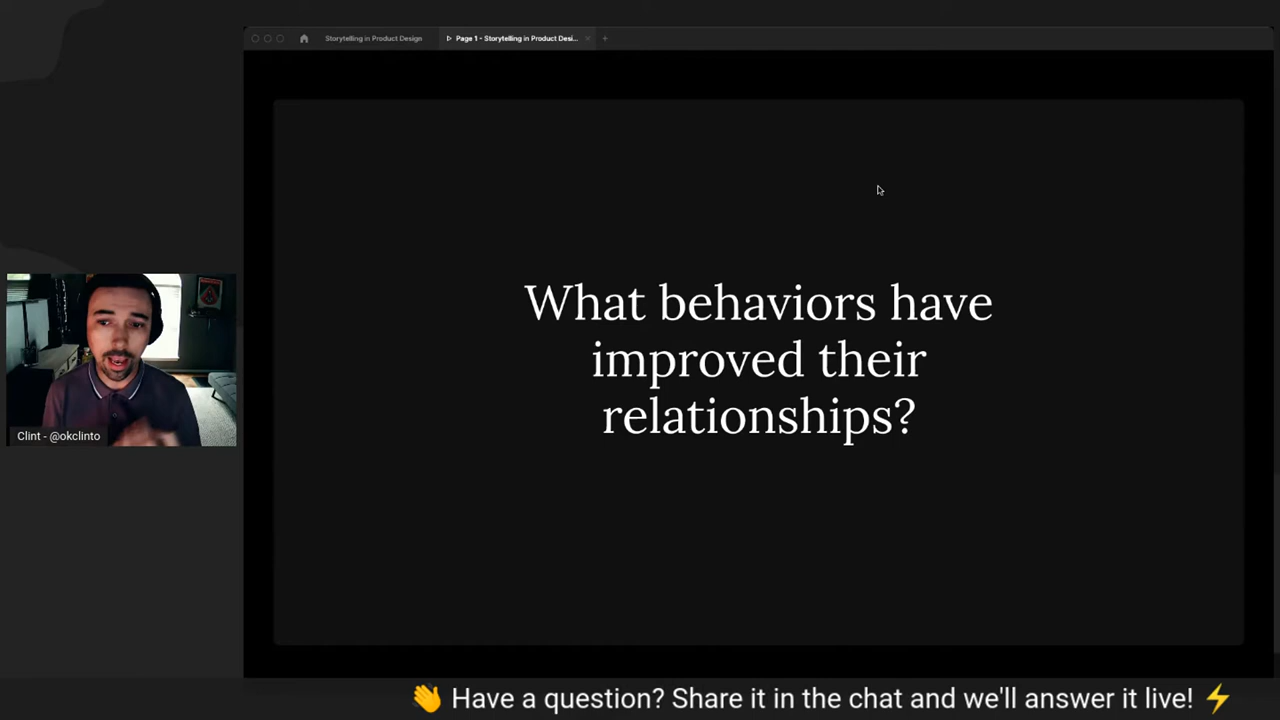 Storytelling in Product Design
Page 1 - Storytelling in Product Desi...
What behaviors have
improved their
relationships?
Clint - @okclinto
👋 Have a question? Share it in the chat and we'll answer it live! ⚡